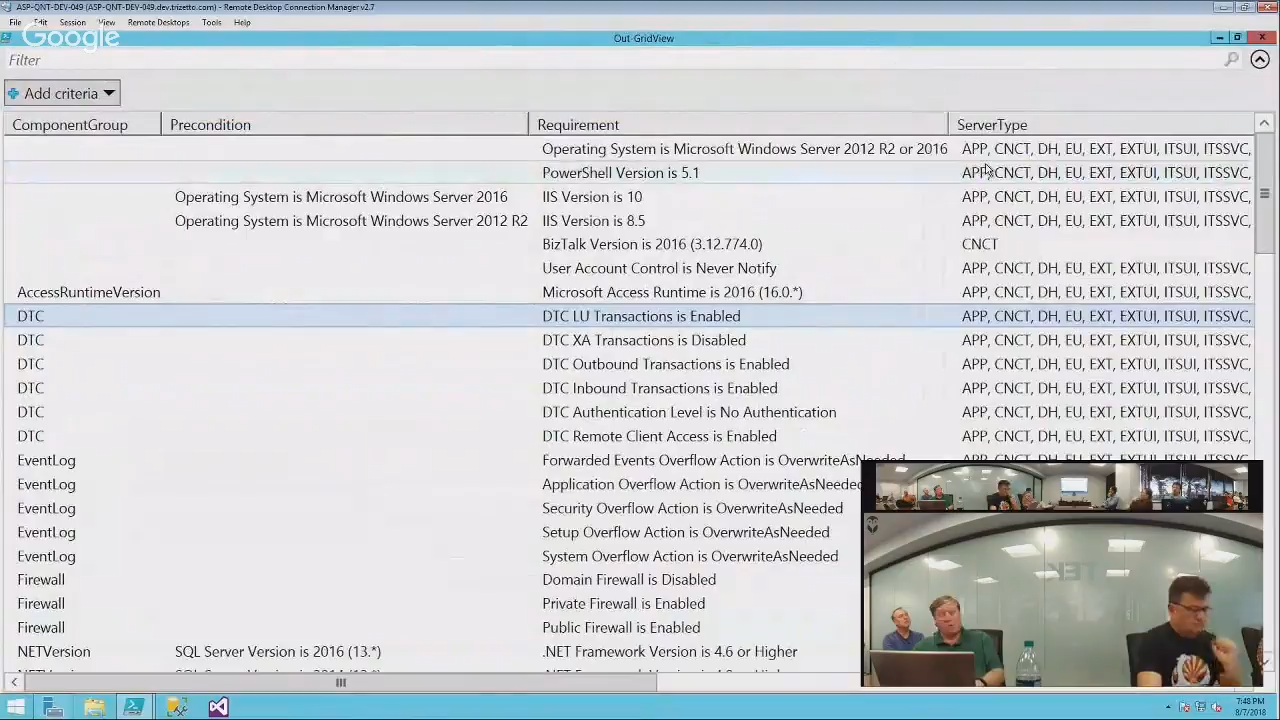 ASP-QNT-DEV-049 (ASP-QNT-DEV-049.dev.trizetto.com) - Remote Desktop Connection Manager v2.7
File Edit Session View Remote Desktops Tools Help
Google
Out-GridView
Filter
Add criteria
ComponentGroup Precondition Requirement ServerType
Operating System is Microsoft Windows Server 2012 R2 or 2016 APP, CNCT, DH, EU, EXT, EXTUI, ITSUI, ITSSVC,
PowerShell Version is 5.1 APP, CNCT, DH, EU, EXT, EXTUI, ITSUI, ITSSVC,
Operating System is Microsoft Windows Server 2016 IIS Version is 10 APP, CNCT, DH, EU, EXT, EXTUI, ITSUI, ITSSVC,
Operating System is Microsoft Windows Server 2012 R2 IIS Version is 8.5 APP, CNCT, DH, EU, EXT, EXTUI, ITSUI, ITSSVC,
BizTalk Version is 2016 (3.12.774.0) CNCT
User Account Control is Never Notify APP, CNCT, DH, EU, EXT, EXTUI, ITSUI, ITSSVC,
AccessRuntimeVersion Microsoft Access Runtime is 2016 (16.0.*) APP, CNCT, DH, EU, EXT, EXTUI, ITSUI, ITSSVC,
DTC DTC LU Transactions is Enabled APP, CNCT, DH, EU, EXT, EXTUI, ITSUI, ITSSVC,
DTC DTC XA Transactions is Disabled APP, CNCT, DH, EU, EXT, EXTUI, ITSUI, ITSSVC,
DTC DTC Outbound Transactions is Enabled APP, CNCT, DH, EU, EXT, EXTUI, ITSUI, ITSSVC,
DTC DTC Inbound Transactions is Enabled APP, CNCT, DH, EU, EXT, EXTUI, ITSUI, ITSSVC,
DTC DTC Authentication Level is No Authentication APP, CNCT, DH, EU, EXT, EXTUI, ITSUI, ITSSVC,
DTC DTC Remote Client Access is Enabled APP, CNCT, DH, EU, EXT, EXTUI, ITSUI, ITSSVC,
EventLog Forwarded Events Overflow Action is OverwriteAsNeeded
EventLog Application Overflow Action is OverwriteAsNeeded
EventLog Security Overflow Action is OverwriteAsNeeded
EventLog Setup Overflow Action is OverwriteAsNeeded
EventLog System Overflow Action is OverwriteAsNeeded
Firewall Domain Firewall is Disabled
Firewall Private Firewall is Enabled
Firewall Public Firewall is Enabled
NETVersion SQL Server Version is 2016 (13.*) .NET Framework Version is 4.6 or Higher
7:48 PM
8/7/2018